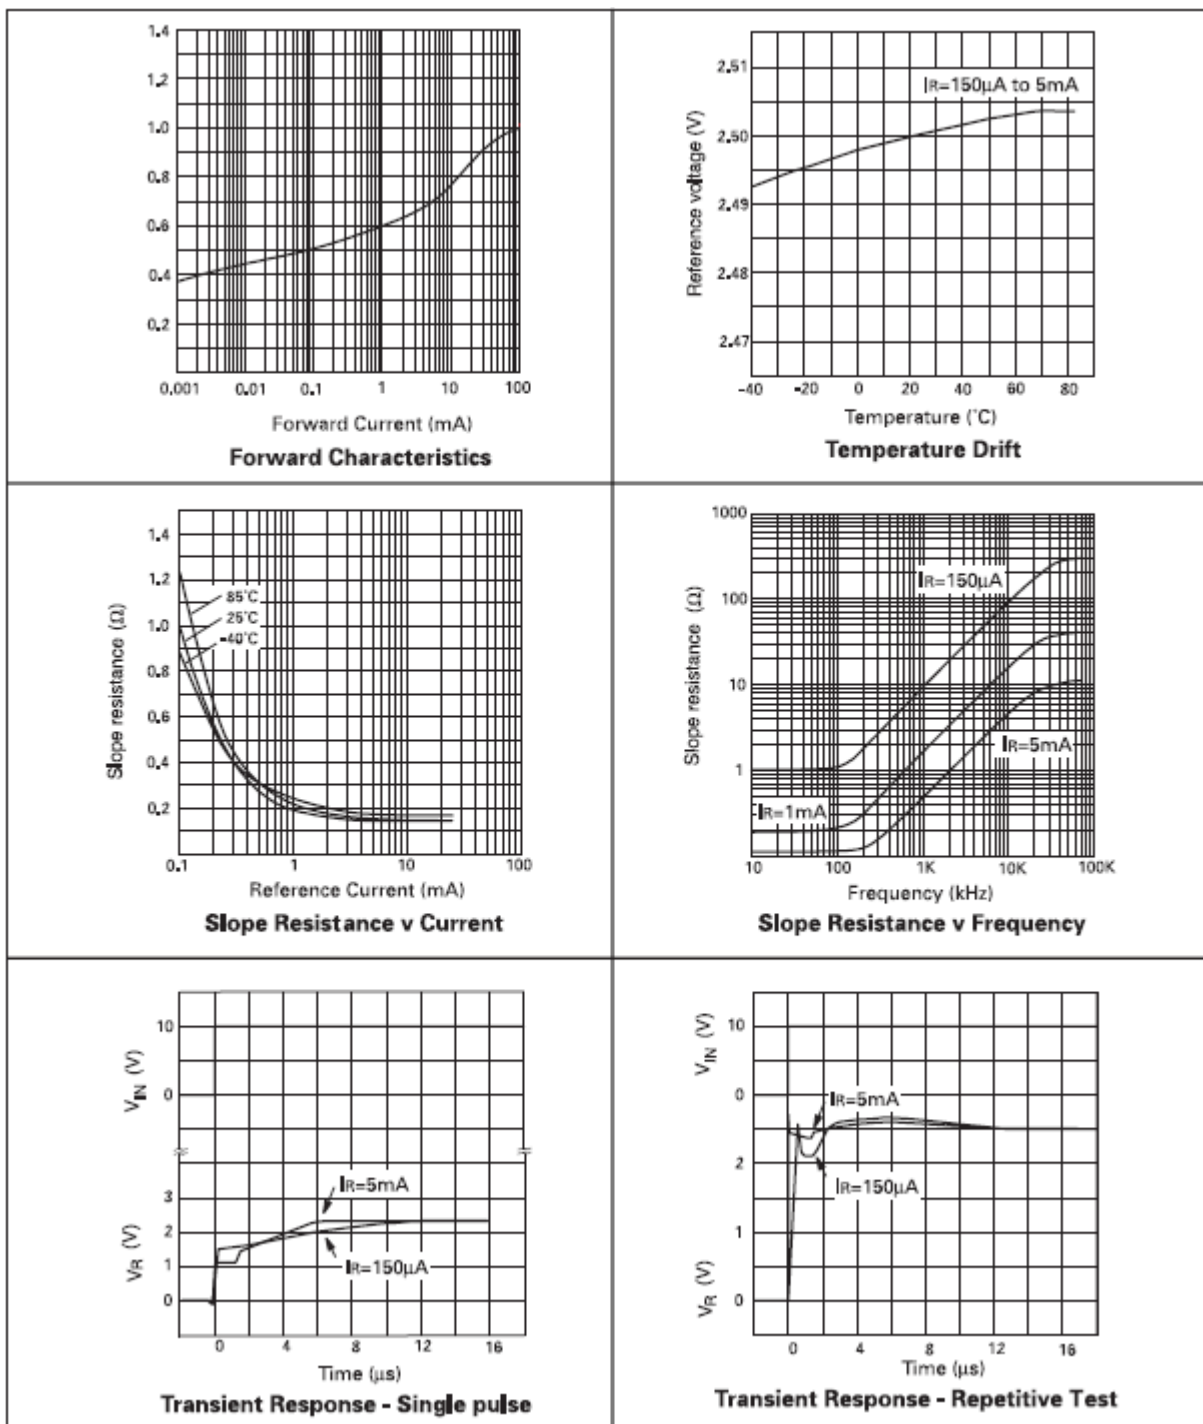 1.4
1.2
1.0
0.8
0.6
0.4
0.2
0.001 0.01 0.1 1 10 100
Forward Current (mA)
Forward Characteristics
2.51
2.50
2.49
2.48
2.47
Reference voltage (V)
IR=150μA to 5mA
-40 -20 0 20 40 60 80
Temperature (°C)
Temperature Drift
1.4
1.2
1.0
0.8
0.6
0.4
0.2
Slope resistance (Ω)
85°C
25°C
-40°C
0.1 1 10 100
Reference Current (mA)
Slope Resistance v Current
1000
100
10
1
Slope resistance (Ω)
IR=150μA
IR=5mA
IR=1mA
10 100 1K 10K 100K
Frequency (kHz)
Slope Resistance v Frequency
VIN (V)
10
0
VR (V)
3
2
1
0
IR=5mA
IR=150μA
0 4 8 12 16
Time (μs)
Transient Response - Single pulse
VIN (V)
10
0
VR (V)
2
1
0
IR=5mA
IR=150μA
0 4 8 12 16
Time (μs)
Transient Response - Repetitive Test